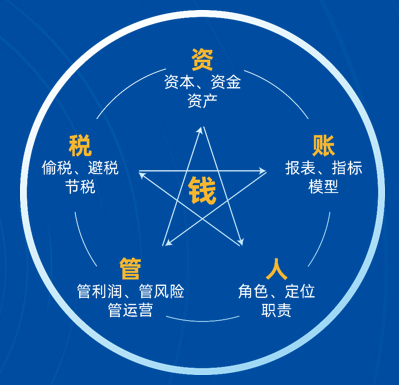 资
资本、资金
资产
税
偷税、避税
节税
账
报表、指标
模型
钱
管
管利润、管风险
管运营
人
角色、定位
职责